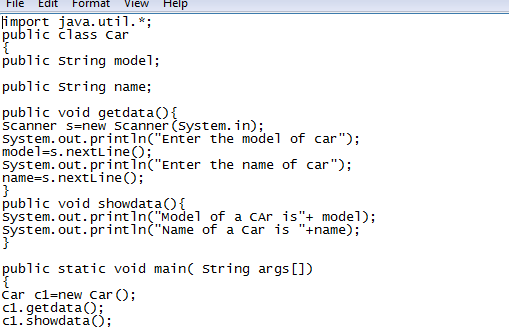 File Edit Format View Help
import java.util.*;
public class Car
{
public String model;
public String name;
public void getdata(){
Scanner s=new Scanner(System.in);
System.out.println("Enter the model of car");
model=s.nextLine();
System.out.println("Enter the name of car");
name=s.nextLine();
}
public void showdata(){
System.out.println("Model of a CAr is"+ model);
System.out.println("Name of a Car is "+name);
}
public static void main( String args[])
{
Car c1=new Car();
c1.getdata();
c1.showdata();